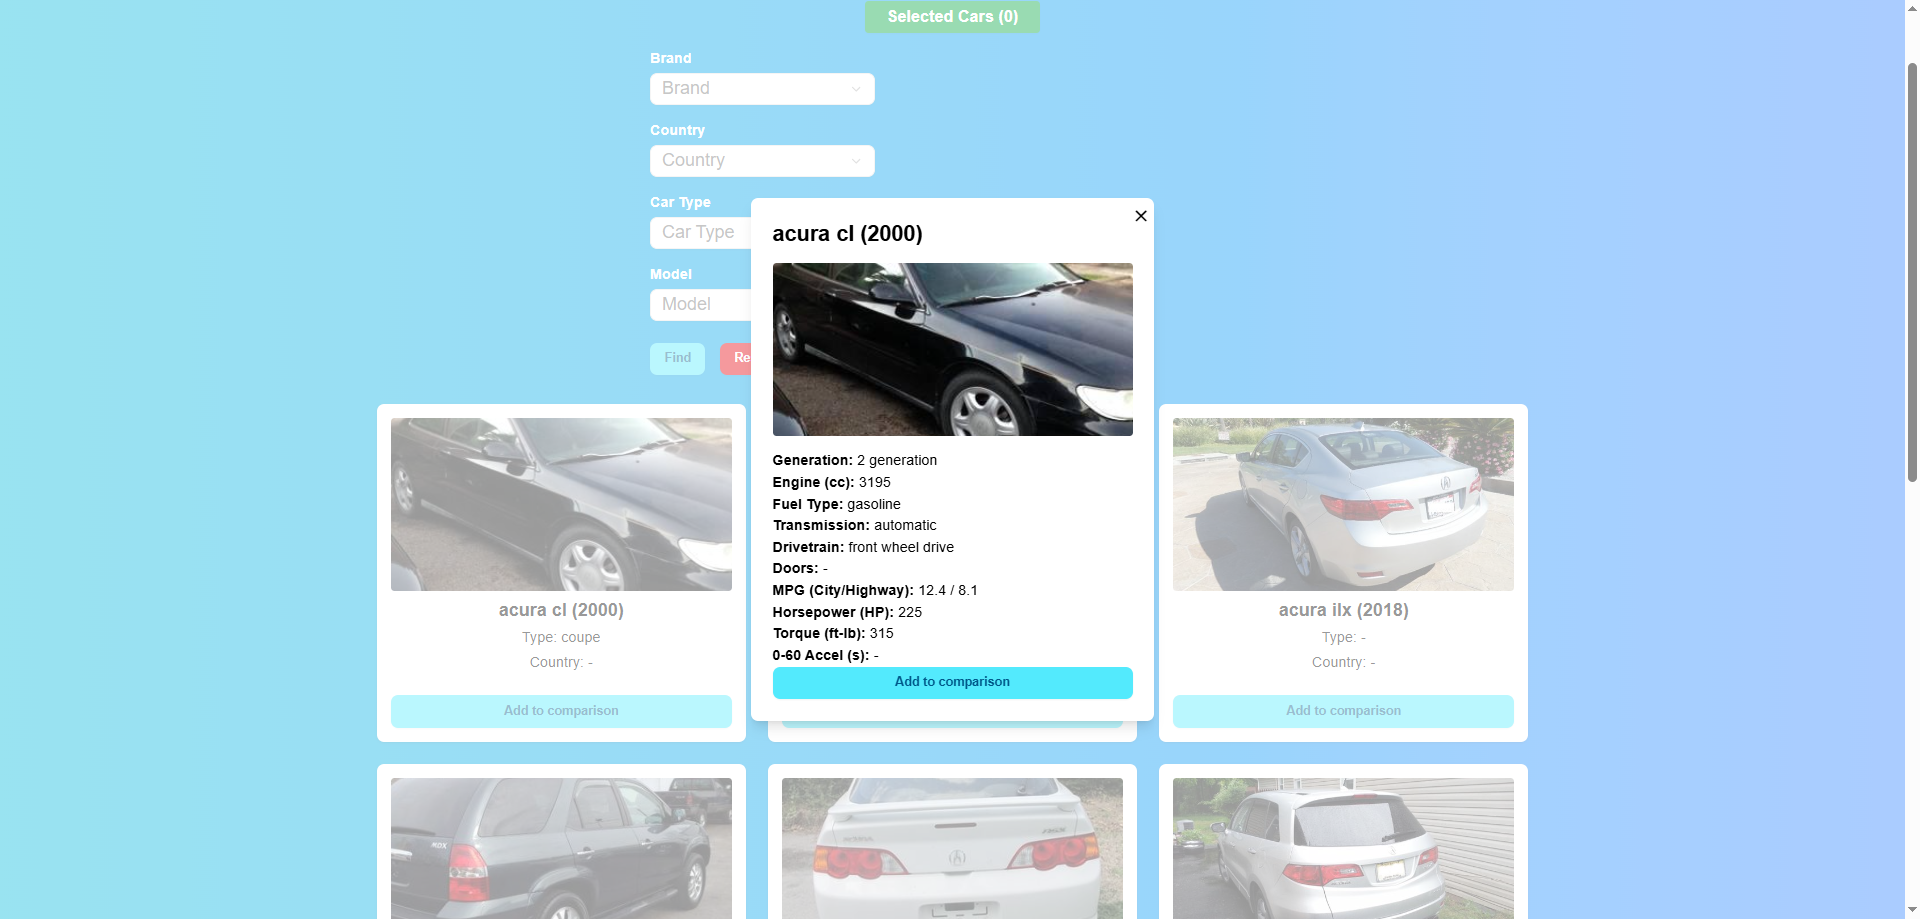 Selected Cars (0)
Brand
Brand
Country
Country
Car Type
Car Type
Model
Model
Find
Re
acura cl (2000)
Generation: 2 generation
Engine (cc): 3195
Fuel Type: gasoline
Transmission: automatic
Drivetrain: front wheel drive
Doors: -
MPG (City/Highway): 12.4 / 8.1
Horsepower (HP): 225
Torque (ft-lb): 315
0-60 Accel (s): -
Add to comparison
acura cl (2000)
Type: coupe
Country: -
Add to comparison
acura ilx (2018)
Type: -
Country: -
Add to comparison
MDX